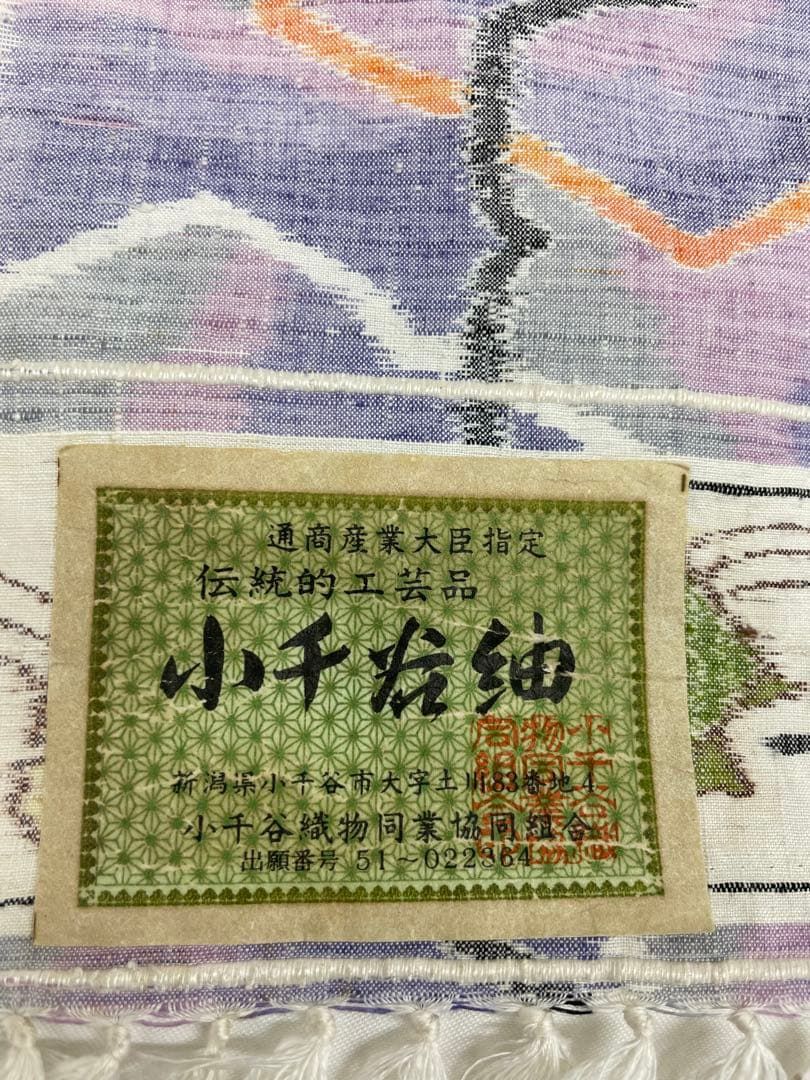 通商産業大臣指定
伝統的工芸品
小千谷紬
新潟県小千谷市大字土川83番地4
小千谷織物同業協同組合
出願番号 51～022364